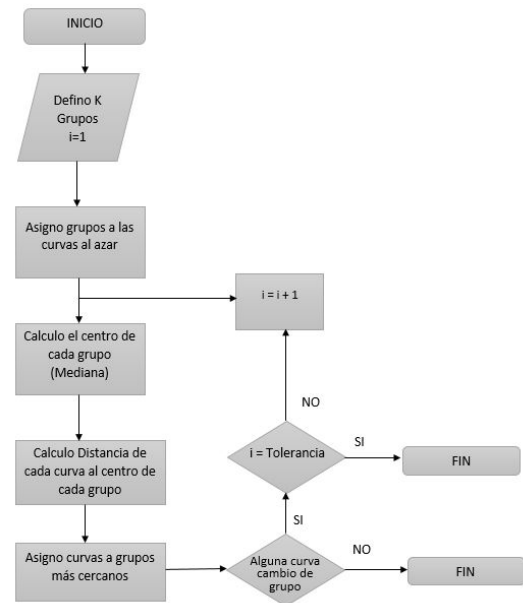 INICIO
Defino K
Grupos
i=1
Asigno grupos a las
curvas al azar
i = i + 1
Calculo el centro de
cada grupo
(Mediana)
NO
Calculo Distancia de
cada curva al centro de
cada grupo
i = Tolerancia
SI
FIN
SI
Asigno curvas a grupos
más cercanos
Alguna curva
cambio de
grupo
NO
FIN